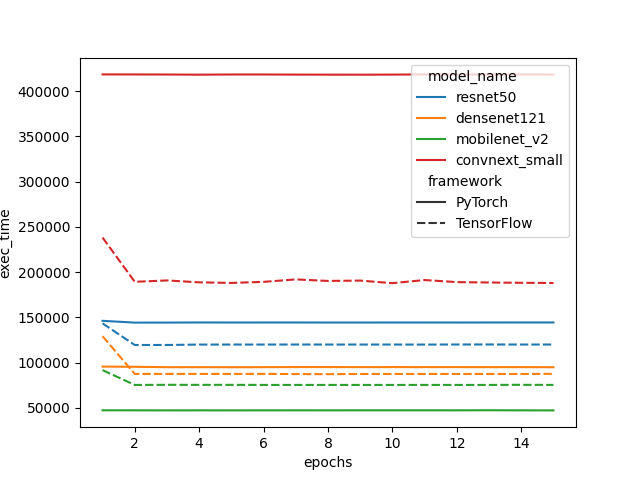 400000
350000
300000
250000
200000
150000
100000
50000
exec_time
model_name
resnet50
densenet121
mobilenet_v2
convnext_small
framework
PyTorch
TensorFlow
2 4 6 8 10 12 14
epochs